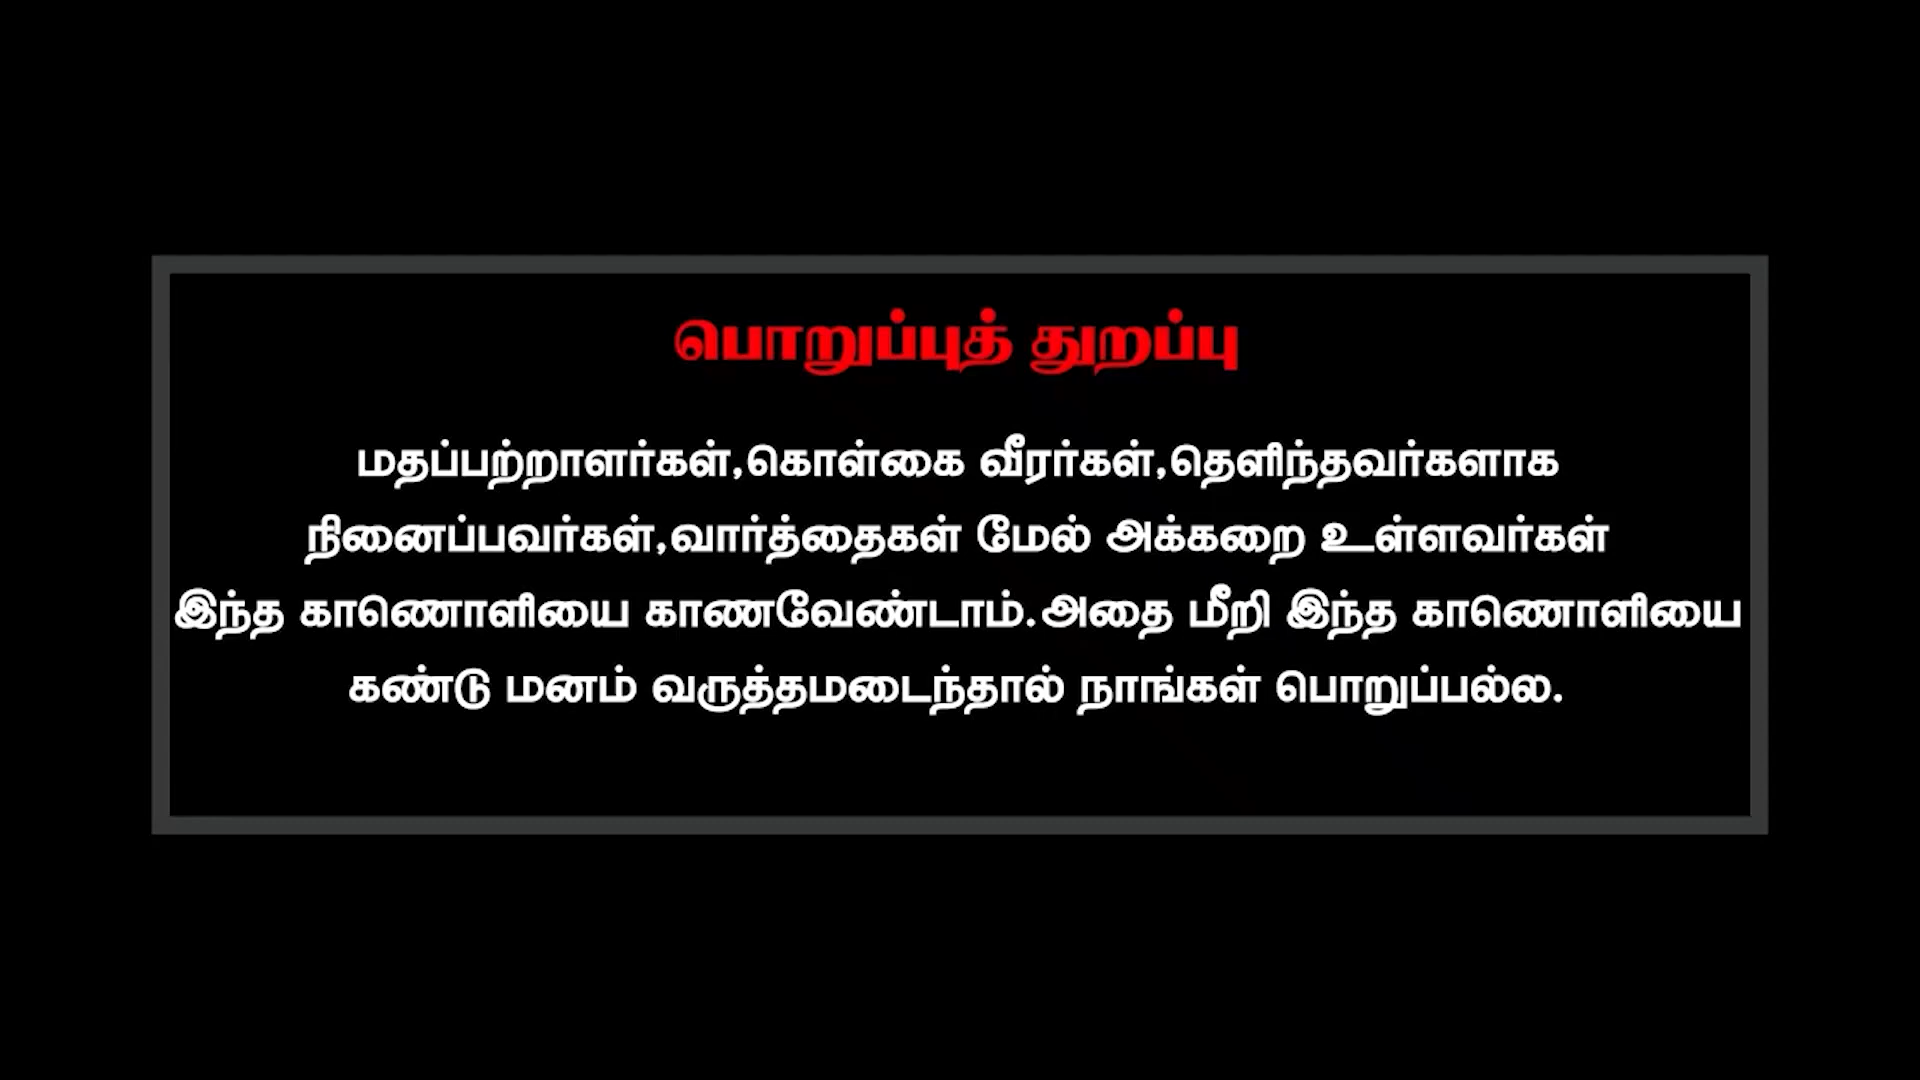 பொறுப்புத் துறப்பு
மதப்பற்றாளர்கள்,கொள்கை வீரர்கள்,தெளிந்தவர்களாக
நினைப்பவர்கள்,வார்த்தைகள் மேல் அக்கறை உள்ளவர்கள்
இந்த காணொளியை காணவேண்டாம்.அதை மீறி இந்த காணொளியை
கண்டு மனம் வருத்தமடைந்தால் நாங்கள் பொறுப்பல்ல.